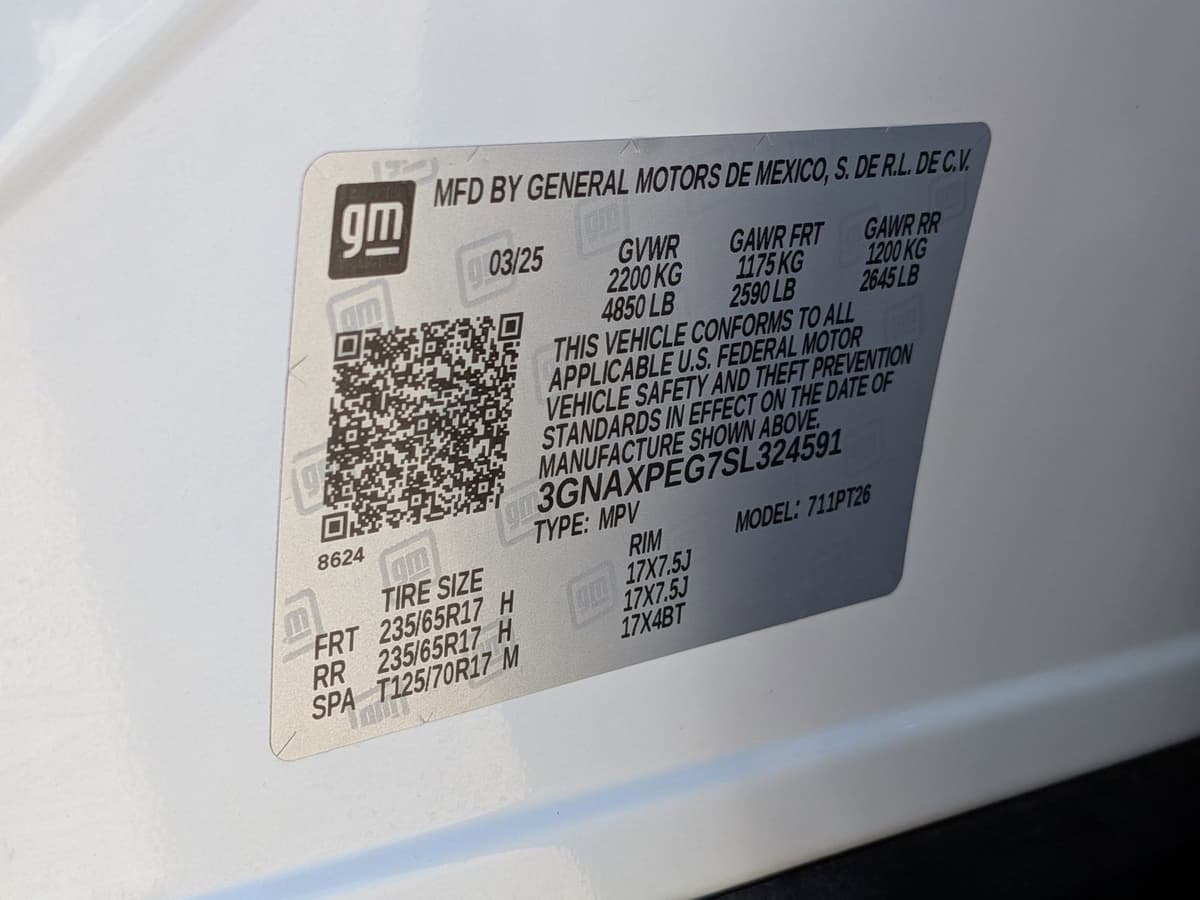 gm
MFD BY GENERAL MOTORS DE MEXICO, S. DE R.L. DE C.V.
03/25
GVWR GAWR FRT GAWR RR
2200 KG 1175 KG 1200 KG
4850 LB 2590 LB 2645 LB
THIS VEHICLE CONFORMS TO ALL
APPLICABLE U.S. FEDERAL MOTOR
VEHICLE SAFETY AND THEFT PREVENTION
STANDARDS IN EFFECT ON THE DATE OF
MANUFACTURE SHOWN ABOVE.
3GNAXPEG7SL324591
TYPE: MPV MODEL: 711PT26
8624
TIRE SIZE RIM
FRT 235/65R17 H 17X7.5J
RR 235/65R17 H 17X7.5J
SPA T125/70R17 M 17X4BT